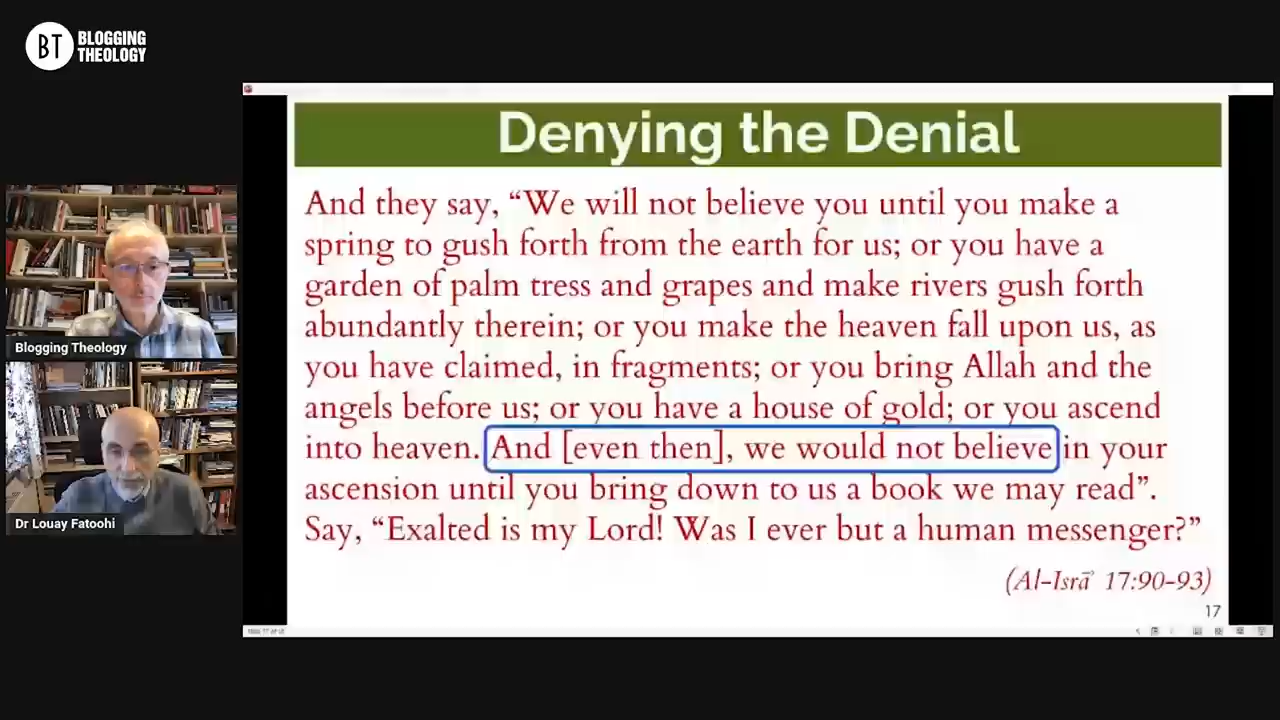 BT BLOGGING
THEOLOGY
Denying the Denial
And they say, “We will not believe you until you make a
spring to gush forth from the earth for us; or you have a
garden of palm tress and grapes and make rivers gush forth
abundantly therein; or you make the heaven fall upon us, as
you have claimed, in fragments; or you bring Allah and the
angels before us; or you have a house of gold; or you ascend
into heaven. And [even then], we would not believe in your
ascension until you bring down to us a book we may read”.
Say, “Exalted is my Lord! Was I ever but a human messenger?”
(Al-Isrāʾ 17:90-93)
17
Blogging Theology
Dr Louay Fatoohi